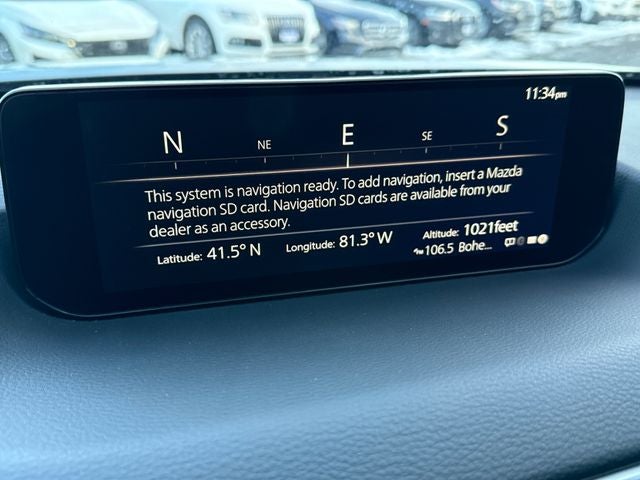 11:34pm
N NE E SE S
This system is navigation ready. To add navigation, insert a Mazda
navigation SD card. Navigation SD cards are available from your
dealer as an accessory.
Latitude: 41.5° N Longitude: 81.3° W Altitude: 1021feet
106.5 Bohe...